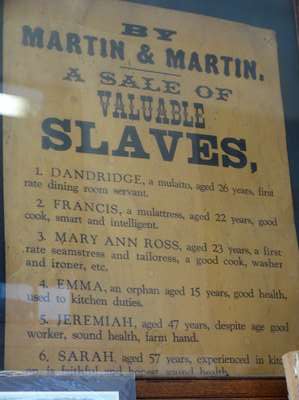 BY
MARTIN & MARTIN.
A SALE OF
VALUABLE
SLAVES,
1. DANDRIDGE, a mulatto, aged 26 years, first
rate dining room servant.
2. FRANCIS, a mulattress, aged 22 years, good
cook, smart and intelligent.
3. MARY ANN ROSS, aged 23 years, a first
rate seamstress and tailoress, a good cook, washer
and ironer, etc.
4. EMMA, an orphan aged 15 years, good health,
used to kitchen duties.
5. JEREMIAH, aged 47 years, despite age good
worker, sound health, farm hand.
6. SARAH, aged 57 years, experienced in kitc
is faithful and honest, sound health